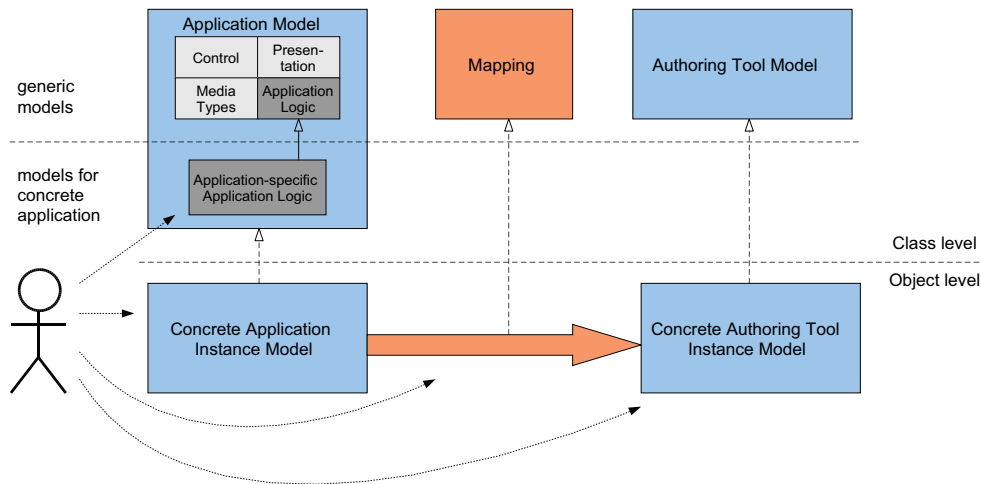 Application Model
Control
Presen-
tation
Media
Types
Application
Logic
Mapping
Authoring Tool Model
generic
models
models for
concrete
application
Application-specific
Application Logic
Class level
Object level
Concrete Application
Instance Model
Concrete Authoring Tool
Instance Model